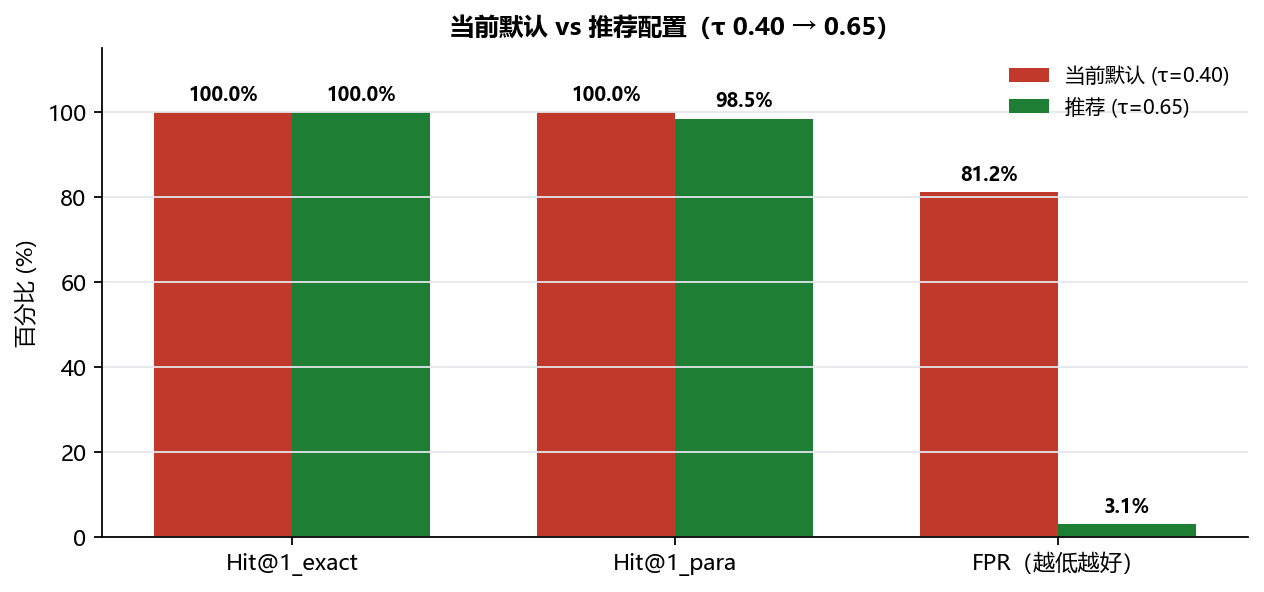 当前默认 vs 推荐配置（τ 0.40 → 0.65）
当前默认 (τ=0.40)
推荐 (τ=0.65)
百分比 (%)
100
80
60
40
20
0
100.0%
100.0%
100.0%
98.5%
81.2%
3.1%
Hit@1_exact
Hit@1_para
FPR（越低越好）